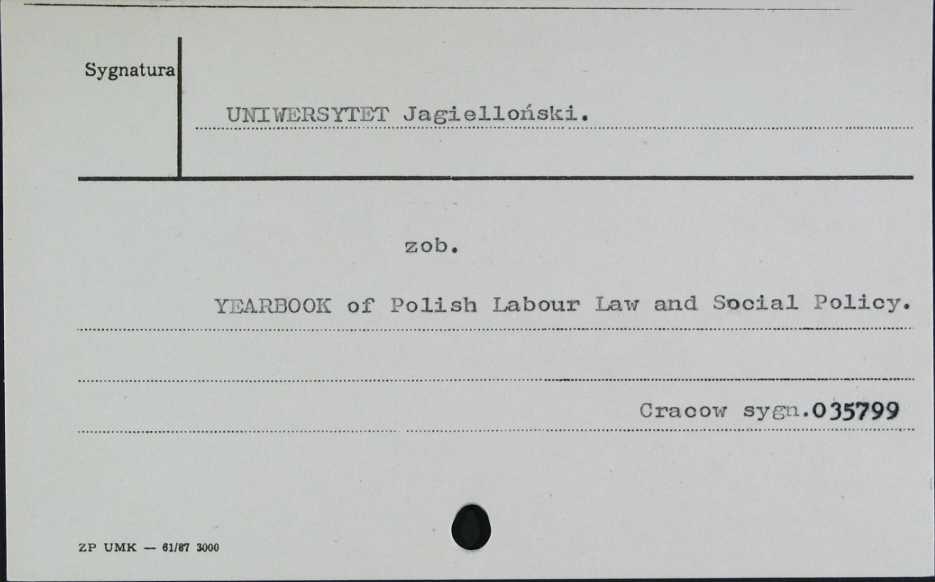 Sygnatura
UNIWERSYTET Jagielloński.
zob.
YEARBOOK of Polish Labour Law and Social Policy.
Cracow sygn.035799
ZP UMK — 61/87 3000